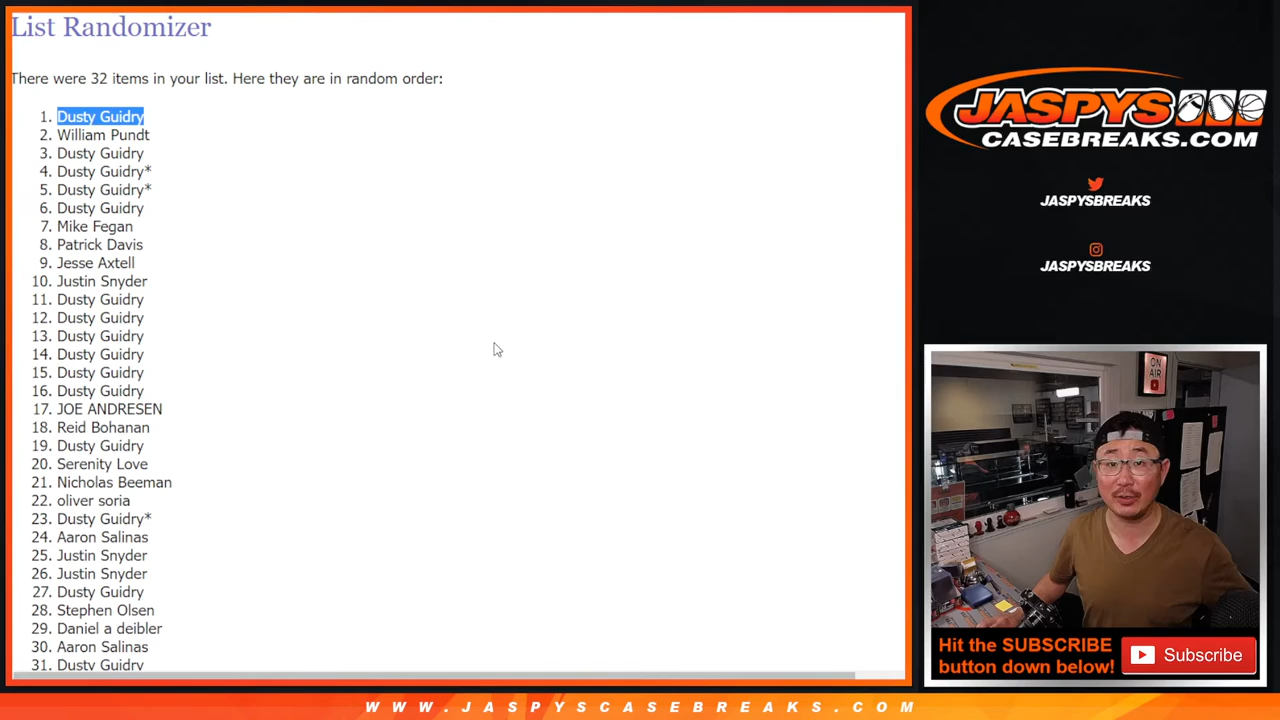 List Randomizer
There were 32 items in your list. Here they are in random order:
1. Dusty Guidry
2. William Pundt
3. Dusty Guidry
4. Dusty Guidry*
5. Dusty Guidry*
6. Dusty Guidry
7. Mike Fegan
8. Patrick Davis
9. Jesse Axtell
10. Justin Snyder
11. Dusty Guidry
12. Dusty Guidry
13. Dusty Guidry
14. Dusty Guidry
15. Dusty Guidry
16. Dusty Guidry
17. JOE ANDRESEN
18. Reid Bohanan
19. Dusty Guidry
20. Serenity Love
21. Nicholas Beeman
22. oliver soria
23. Dusty Guidry*
24. Aaron Salinas
25. Justin Snyder
26. Justin Snyder
27. Dusty Guidry
28. Stephen Olsen
29. Daniel a deibler
30. Aaron Salinas
31. Dusty Guidry
JASPYS
CASEBREAKS.COM
JASPYSBREAKS
JASPYSBREAKS
ON
AIR
Hit the SUBSCRIBE
button down below!
Subscribe
WWW.JASPYSCASEBREAKS.COM